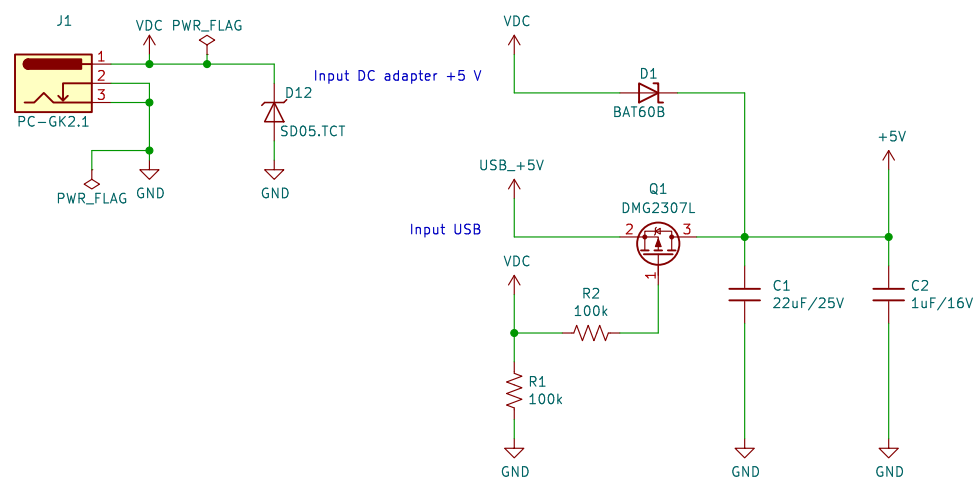 J1
VDC
PWR_FLAG
1
2
3
PC-GK2.1
D12
SD05.TCT
PWR_FLAG
GND
GND
Input DC adapter +5 V
VDC
D1
BAT60B
USB_+5V
Input USB
Q1
DMG2307L
2
3
1
+5V
VDC
R2
100k
R1
100k
C1
22uF/25V
C2
1uF/16V
GND
GND
GND